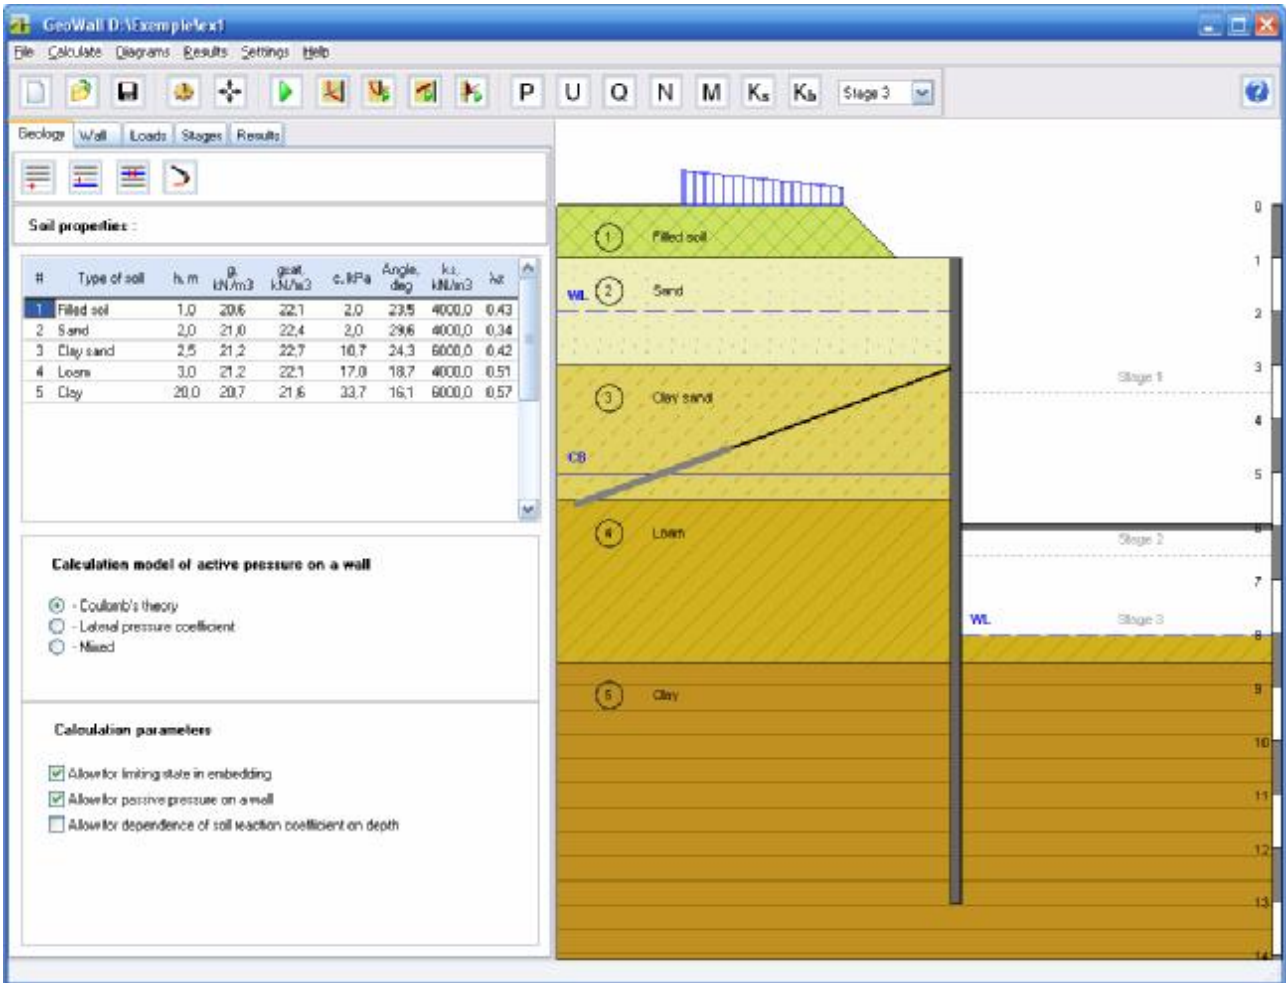 GeoWall D:\Exemple\ex1
File Calculate Diagrams Results Settings Help
P U Q N M Ks Kb Stage 3
Geology Wall Loads Stages Results
Soil properties :
# Type of soil h, m g, kN/m3 gsat, kN/m3 c, kPa Angle, deg ks, kN/m3 λz
1 Filled soil 1,0 20,6 22,1 2,0 23,5 4000,0 0,43
2 Sand 2,0 21,0 22,4 2,0 29,6 4000,0 0,34
3 Clay sand 2,5 21,2 22,7 10,7 24,3 6000,0 0,42
4 Loam 3,0 21,2 22,1 17,0 18,7 4000,0 0,51
5 Clay 20,0 20,7 21,6 33,7 16,1 6000,0 0,57
Calculation model of active pressure on a wall
- Coulomb's theory
- Lateral pressure coefficient
- Mixed
Calculation parameters
Allow for limiting state in embedding
Allow for passive pressure on a wall
Allow for dependence of soil reaction coefficient on depth
0
1 Filled soil
1
WL 2 Sand
2
3
Stage 1
3 Clay sand
4
CB
5
4 Loam
6
Stage 2
7
WL Stage 3
8
5 Clay
9
10
11
12
13
14